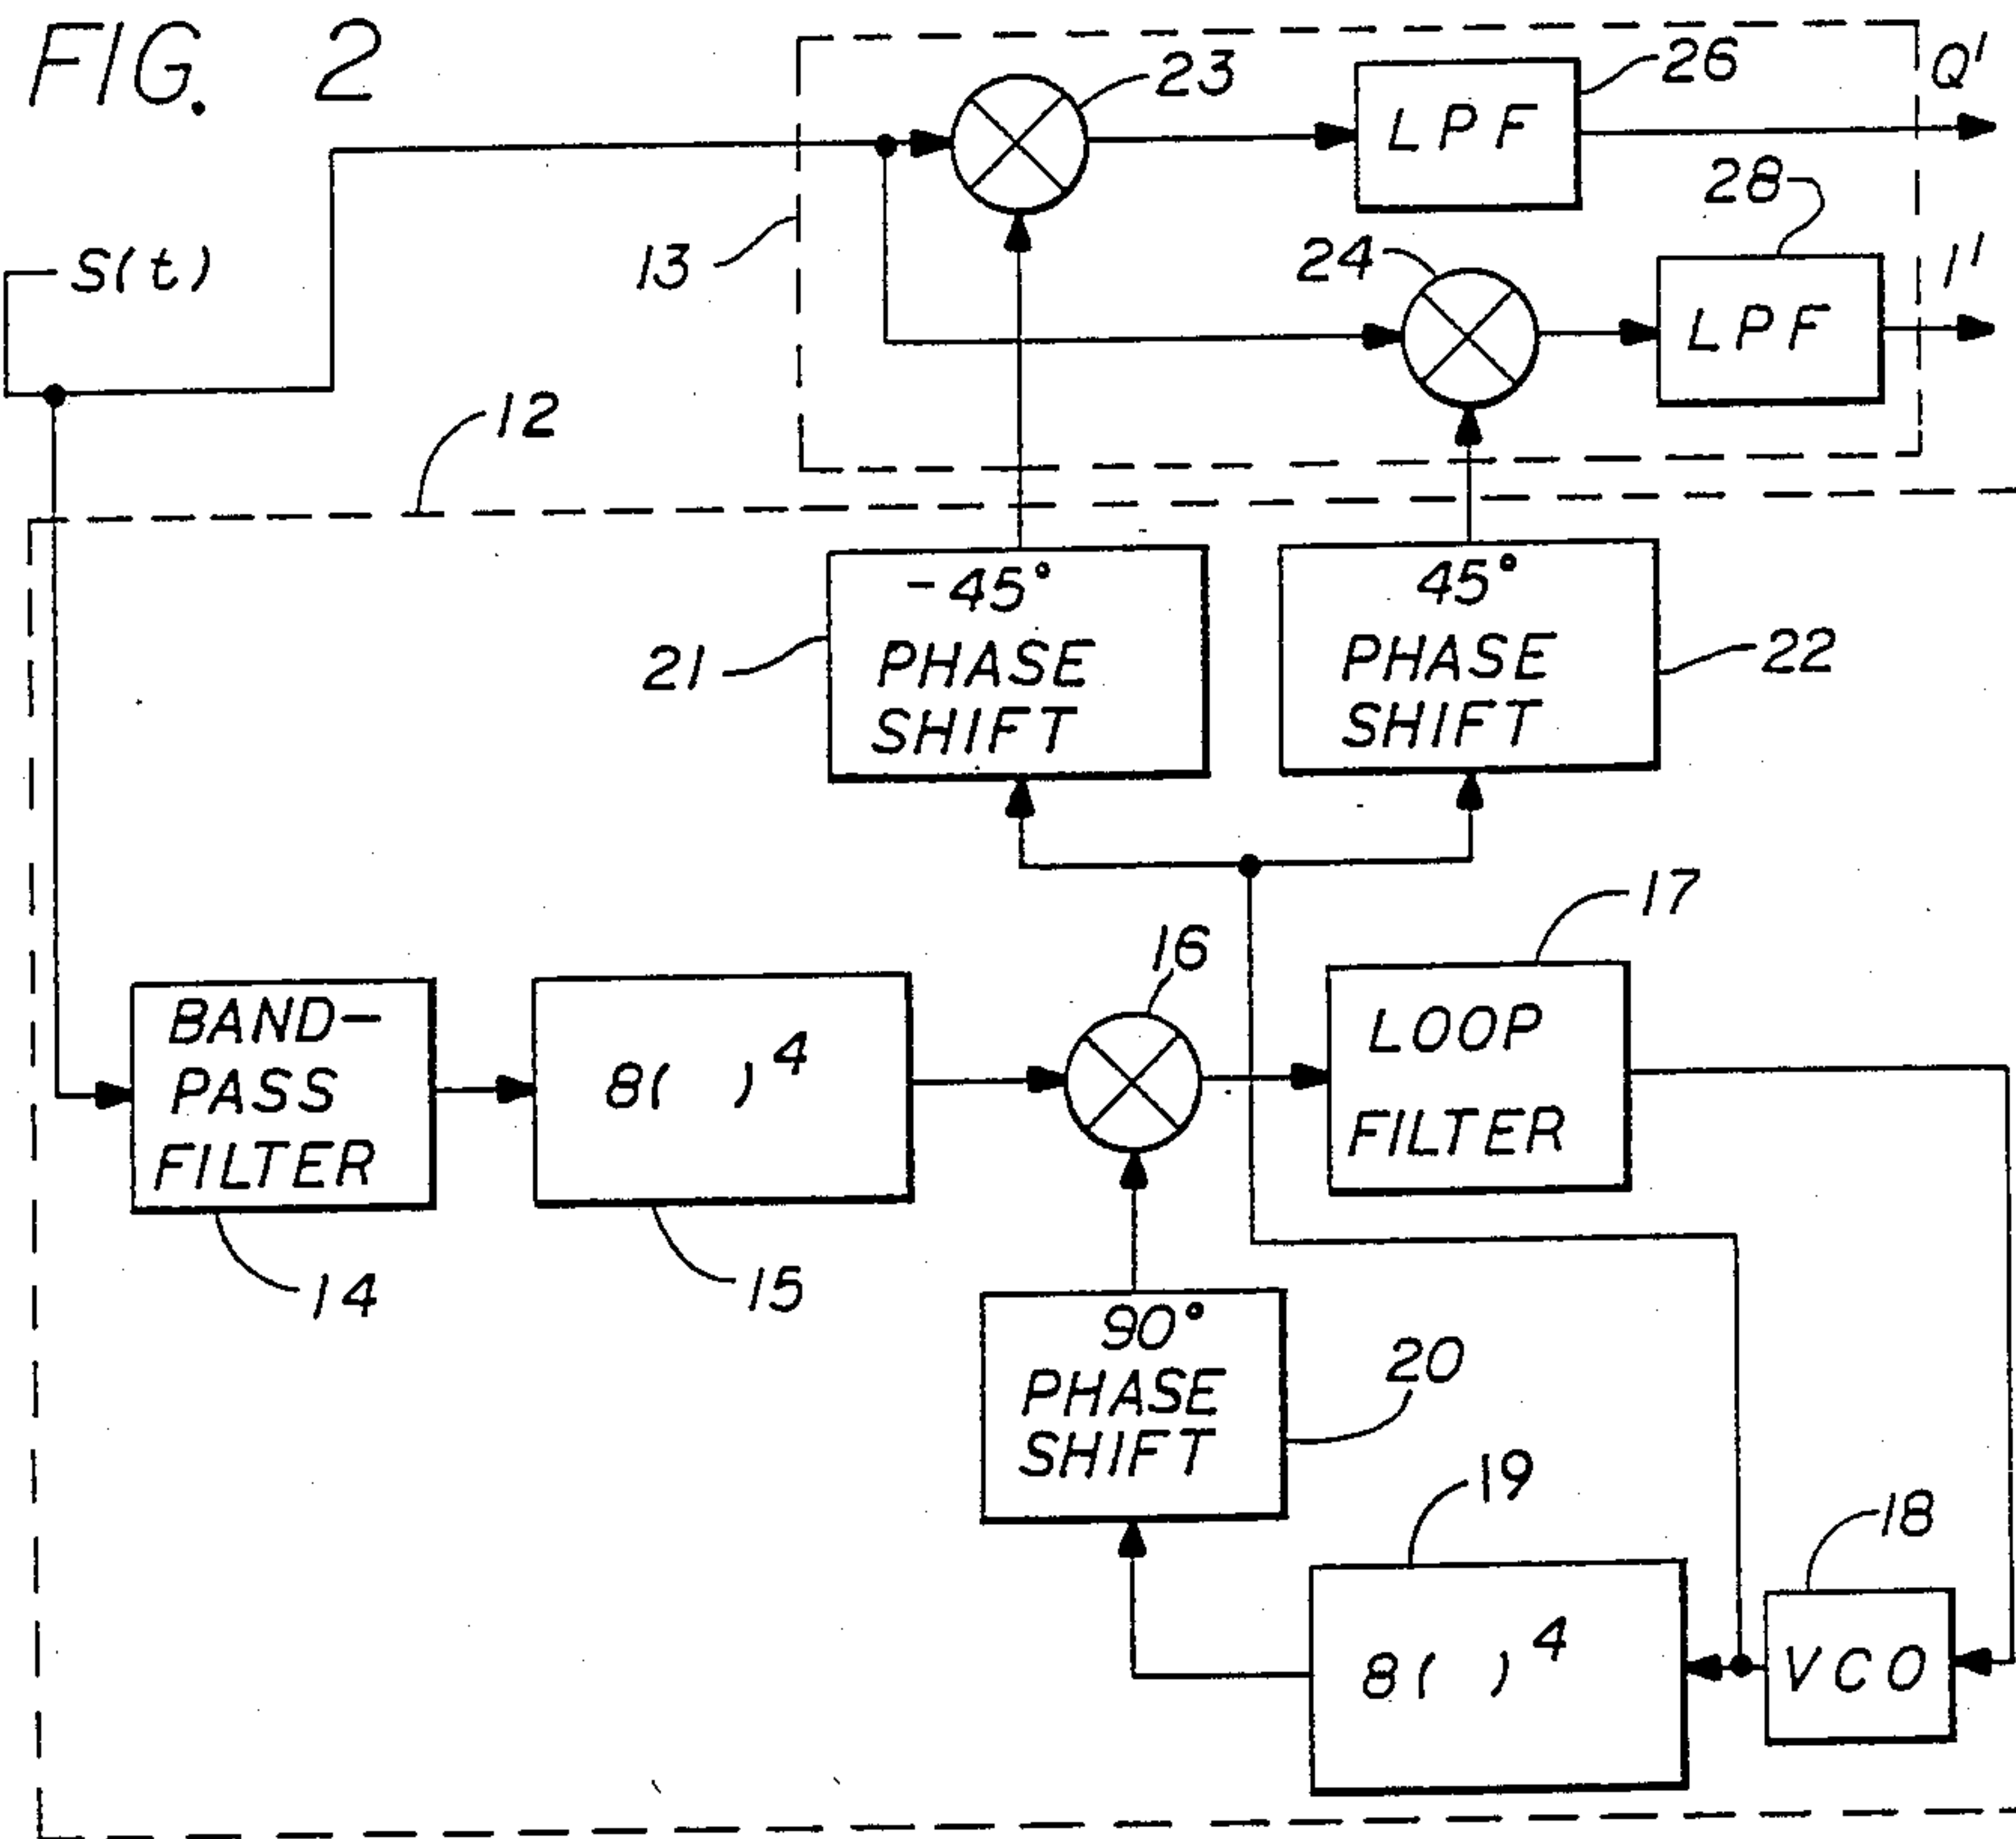 FIG. 2
23
26
Q'
LPF
28
S(t)
13
24
I'
LPF
12
-45°
PHASE
SHIFT
21
45°
PHASE
SHIFT
22
17
16
BAND-
PASS
FILTER
8( )4
LOOP
FILTER
14
15
90°
PHASE
SHIFT
20
19
18
8( )4
VCO